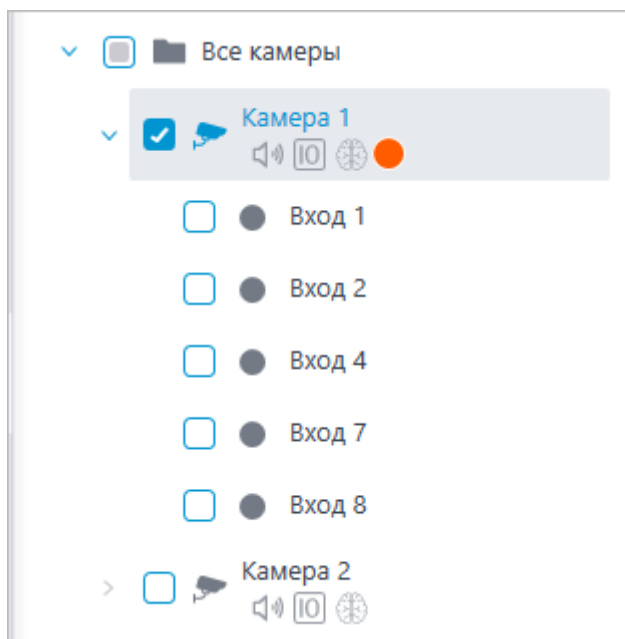 Все камеры
Камера 1
IO
Вход 1
Вход 2
Вход 4
Вход 7
Вход 8
Камера 2
IO